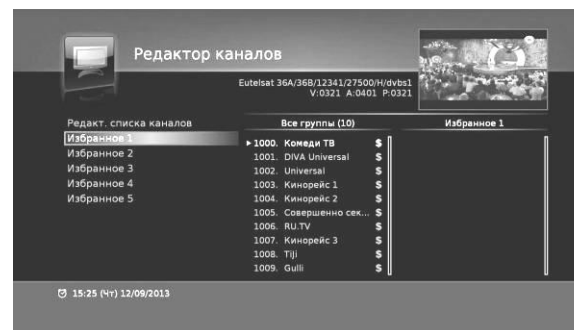 Редактор каналов
Eutelsat 36A/36B/12341/27500/H/dvbs1
V:0321 A:0401 P:0321
Редакт. списка каналов
Избранное 1
Избранное 2
Избранное 3
Избранное 4
Избранное 5
Все группы (10)
1000. Комеди ТВ $
1001. DIVA Universal $
1002. Universal $
1003. Кинорейс 1 $
1004. Кинорейс 2 $
1005. Совершенно сек... $
1006. RU.TV $
1007. Кинорейс 3 $
1008. TiJi $
1009. Gulli $
Избранное 1
15:25 (Чт) 12/09/2013